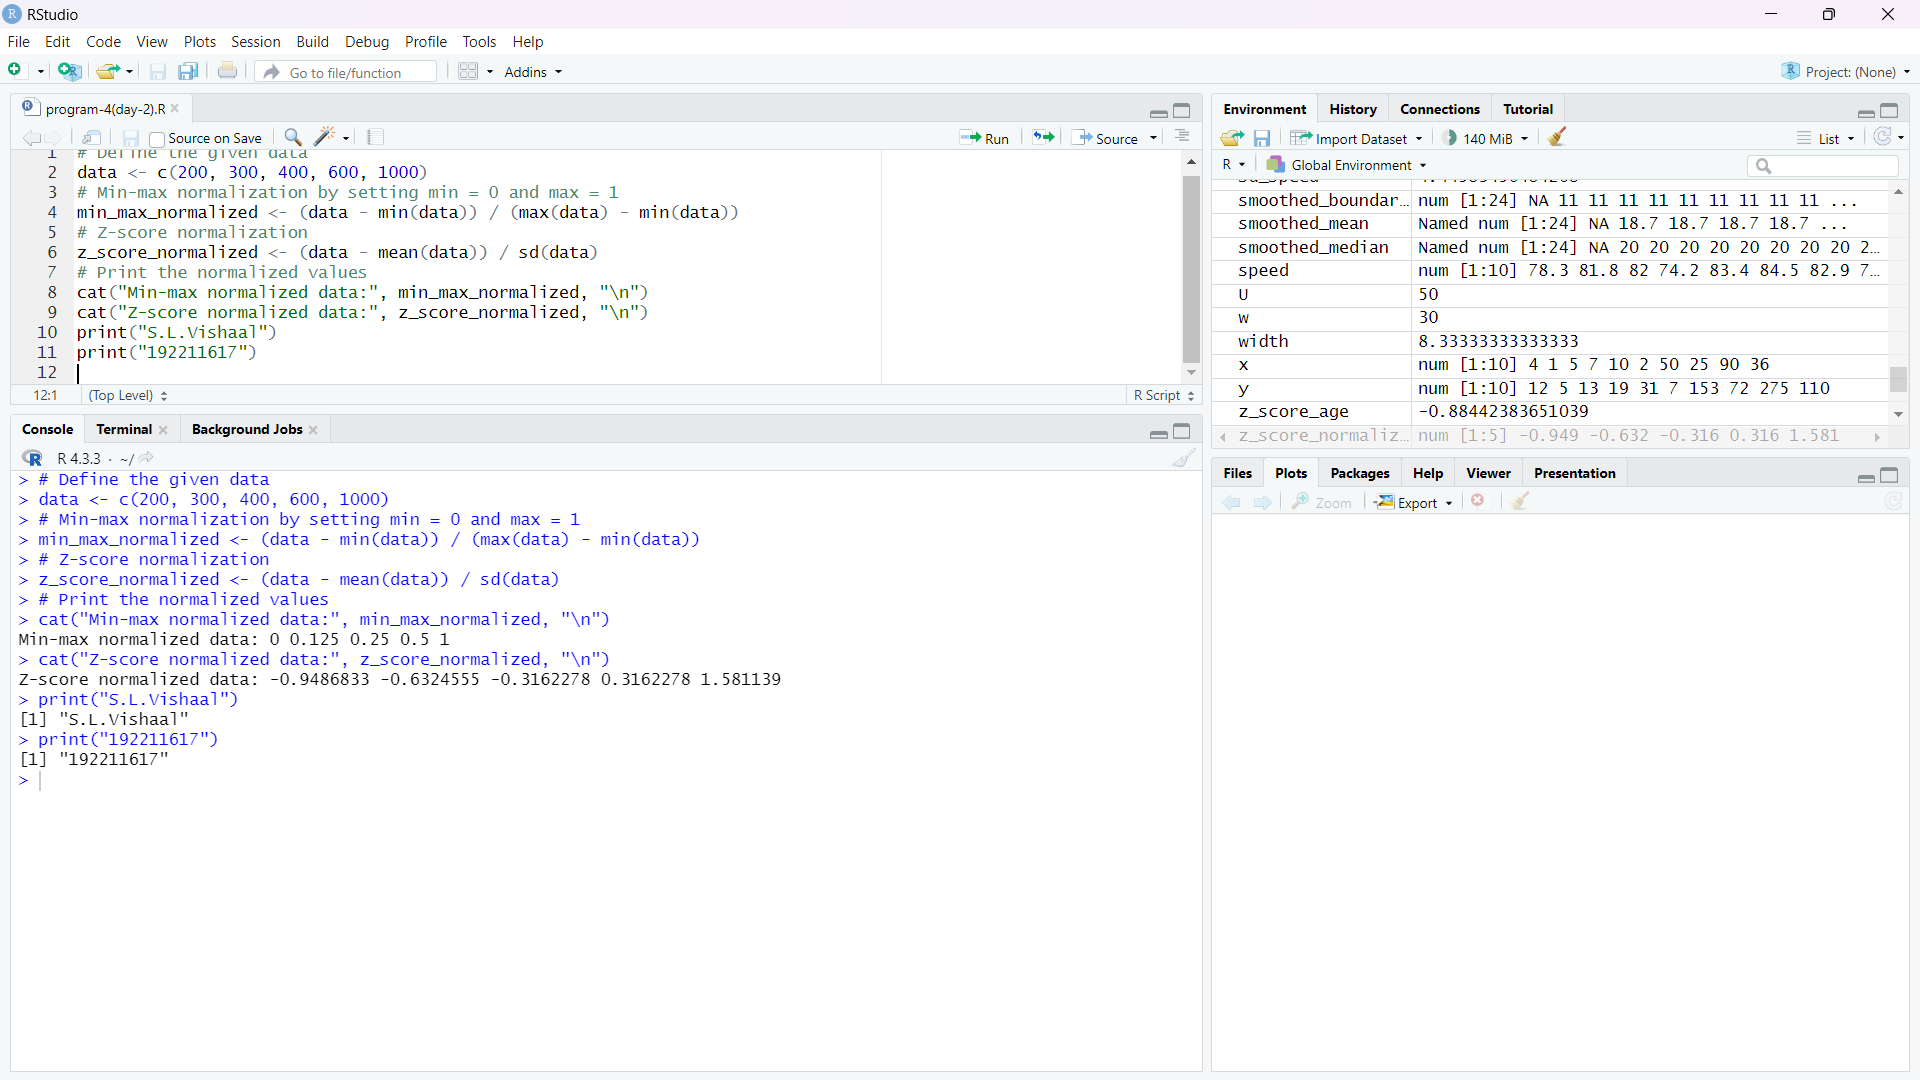 RStudio
File Edit Code View Plots Session Build Debug Profile Tools Help
Go to file/function Addins Project: (None)
program-4(day-2).R
Source on Save Run Source
1 # Define the given data
2 data <- c(200, 300, 400, 600, 1000)
3 # Min-max normalization by setting min = 0 and max = 1
4 min_max_normalized <- (data - min(data)) / (max(data) - min(data))
5 # Z-score normalization
6 z_score_normalized <- (data - mean(data)) / sd(data)
7 # Print the normalized values
8 cat("Min-max normalized data:", min_max_normalized, "\n")
9 cat("Z-score normalized data:", z_score_normalized, "\n")
10 print("S.L.Vishaal")
11 print("192211617")
12
12:1 (Top Level) R Script
Console Terminal Background Jobs
R 4.3.3 · ~/
> # Define the given data
> data <- c(200, 300, 400, 600, 1000)
> # Min-max normalization by setting min = 0 and max = 1
> min_max_normalized <- (data - min(data)) / (max(data) - min(data))
> # Z-score normalization
> z_score_normalized <- (data - mean(data)) / sd(data)
> # Print the normalized values
> cat("Min-max normalized data:", min_max_normalized, "\n")
Min-max normalized data: 0 0.125 0.25 0.5 1
> cat("Z-score normalized data:", z_score_normalized, "\n")
Z-score normalized data: -0.9486833 -0.6324555 -0.3162278 0.3162278 1.581139
> print("S.L.Vishaal")
[1] "S.L.Vishaal"
> print("192211617")
[1] "192211617"
>
Environment History Connections Tutorial
Import Dataset 140 MiB List
R Global Environment
smoothed_boundar... num [1:24] NA 11 11 11 11 11 11 11 11 11 ...
smoothed_mean Named num [1:24] NA 18.7 18.7 18.7 18.7 ...
smoothed_median Named num [1:24] NA 20 20 20 20 20 20 20 20 2...
speed num [1:10] 78.3 81.8 82 74.2 83.4 84.5 82.9 7...
U 50
w 30
width 8.33333333333333
x num [1:10] 4 1 5 7 10 2 50 25 90 36
y num [1:10] 12 5 13 19 31 7 153 72 275 110
z_score_age -0.88442383651039
z_score_normaliz... num [1:5] -0.949 -0.632 -0.316 0.316 1.581
Files Plots Packages Help Viewer Presentation
Zoom Export